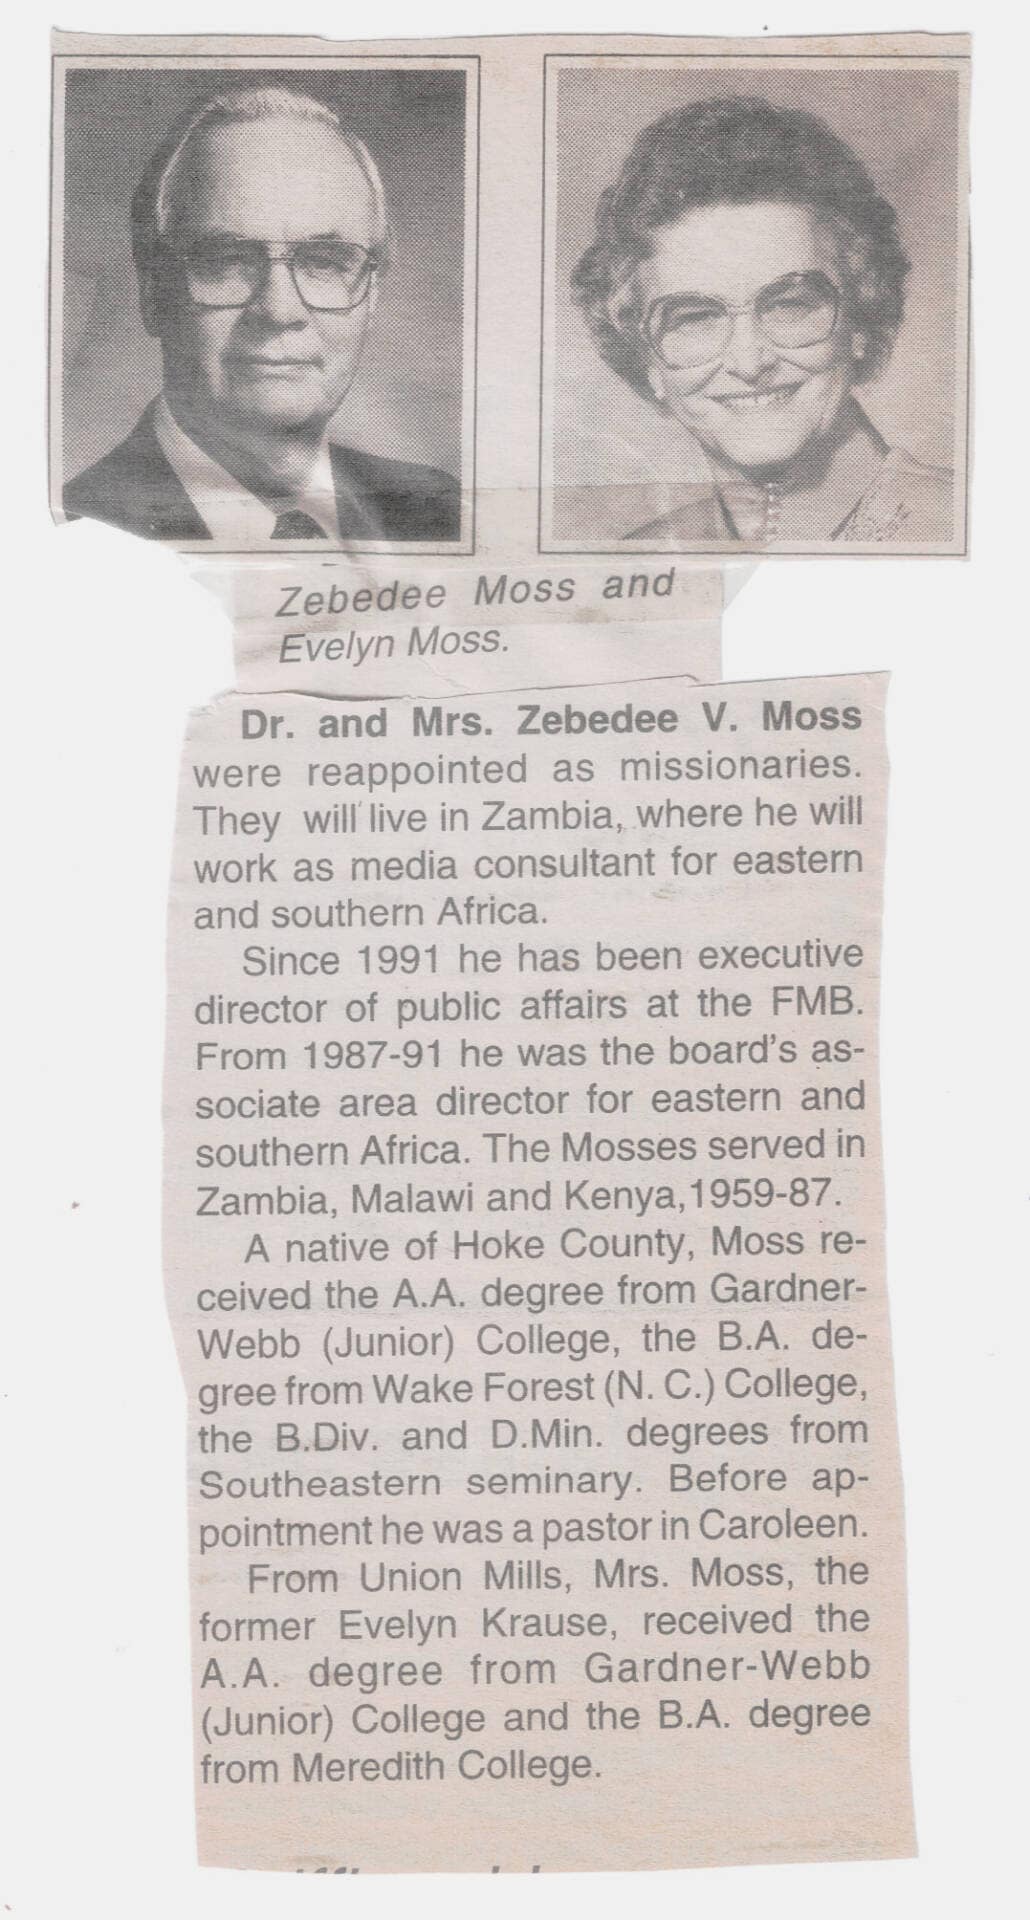 Zebedee Moss and
Evelyn Moss.
Dr. and Mrs. Zebedee V. Moss
were reappointed as missionaries.
They will live in Zambia, where he will
work as media consultant for eastern
and southern Africa.
Since 1991 he has been executive
director of public affairs at the FMB.
From 1987-91 he was the board's as-
sociate area director for eastern and
southern Africa. The Mosses served in
Zambia, Malawi and Kenya,1959-87.
A native of Hoke County, Moss re-
ceived the A.A. degree from Gardner-
Webb (Junior) College, the B.A. de-
gree from Wake Forest (N. C.) College,
the B.Div. and D.Min. degrees from
Southeastern seminary. Before ap-
pointment he was a pastor in Caroleen.
From Union Mills, Mrs. Moss, the
former Evelyn Krause, received the
A.A. degree from Gardner-Webb
(Junior) College and the B.A. degree
from Meredith College.